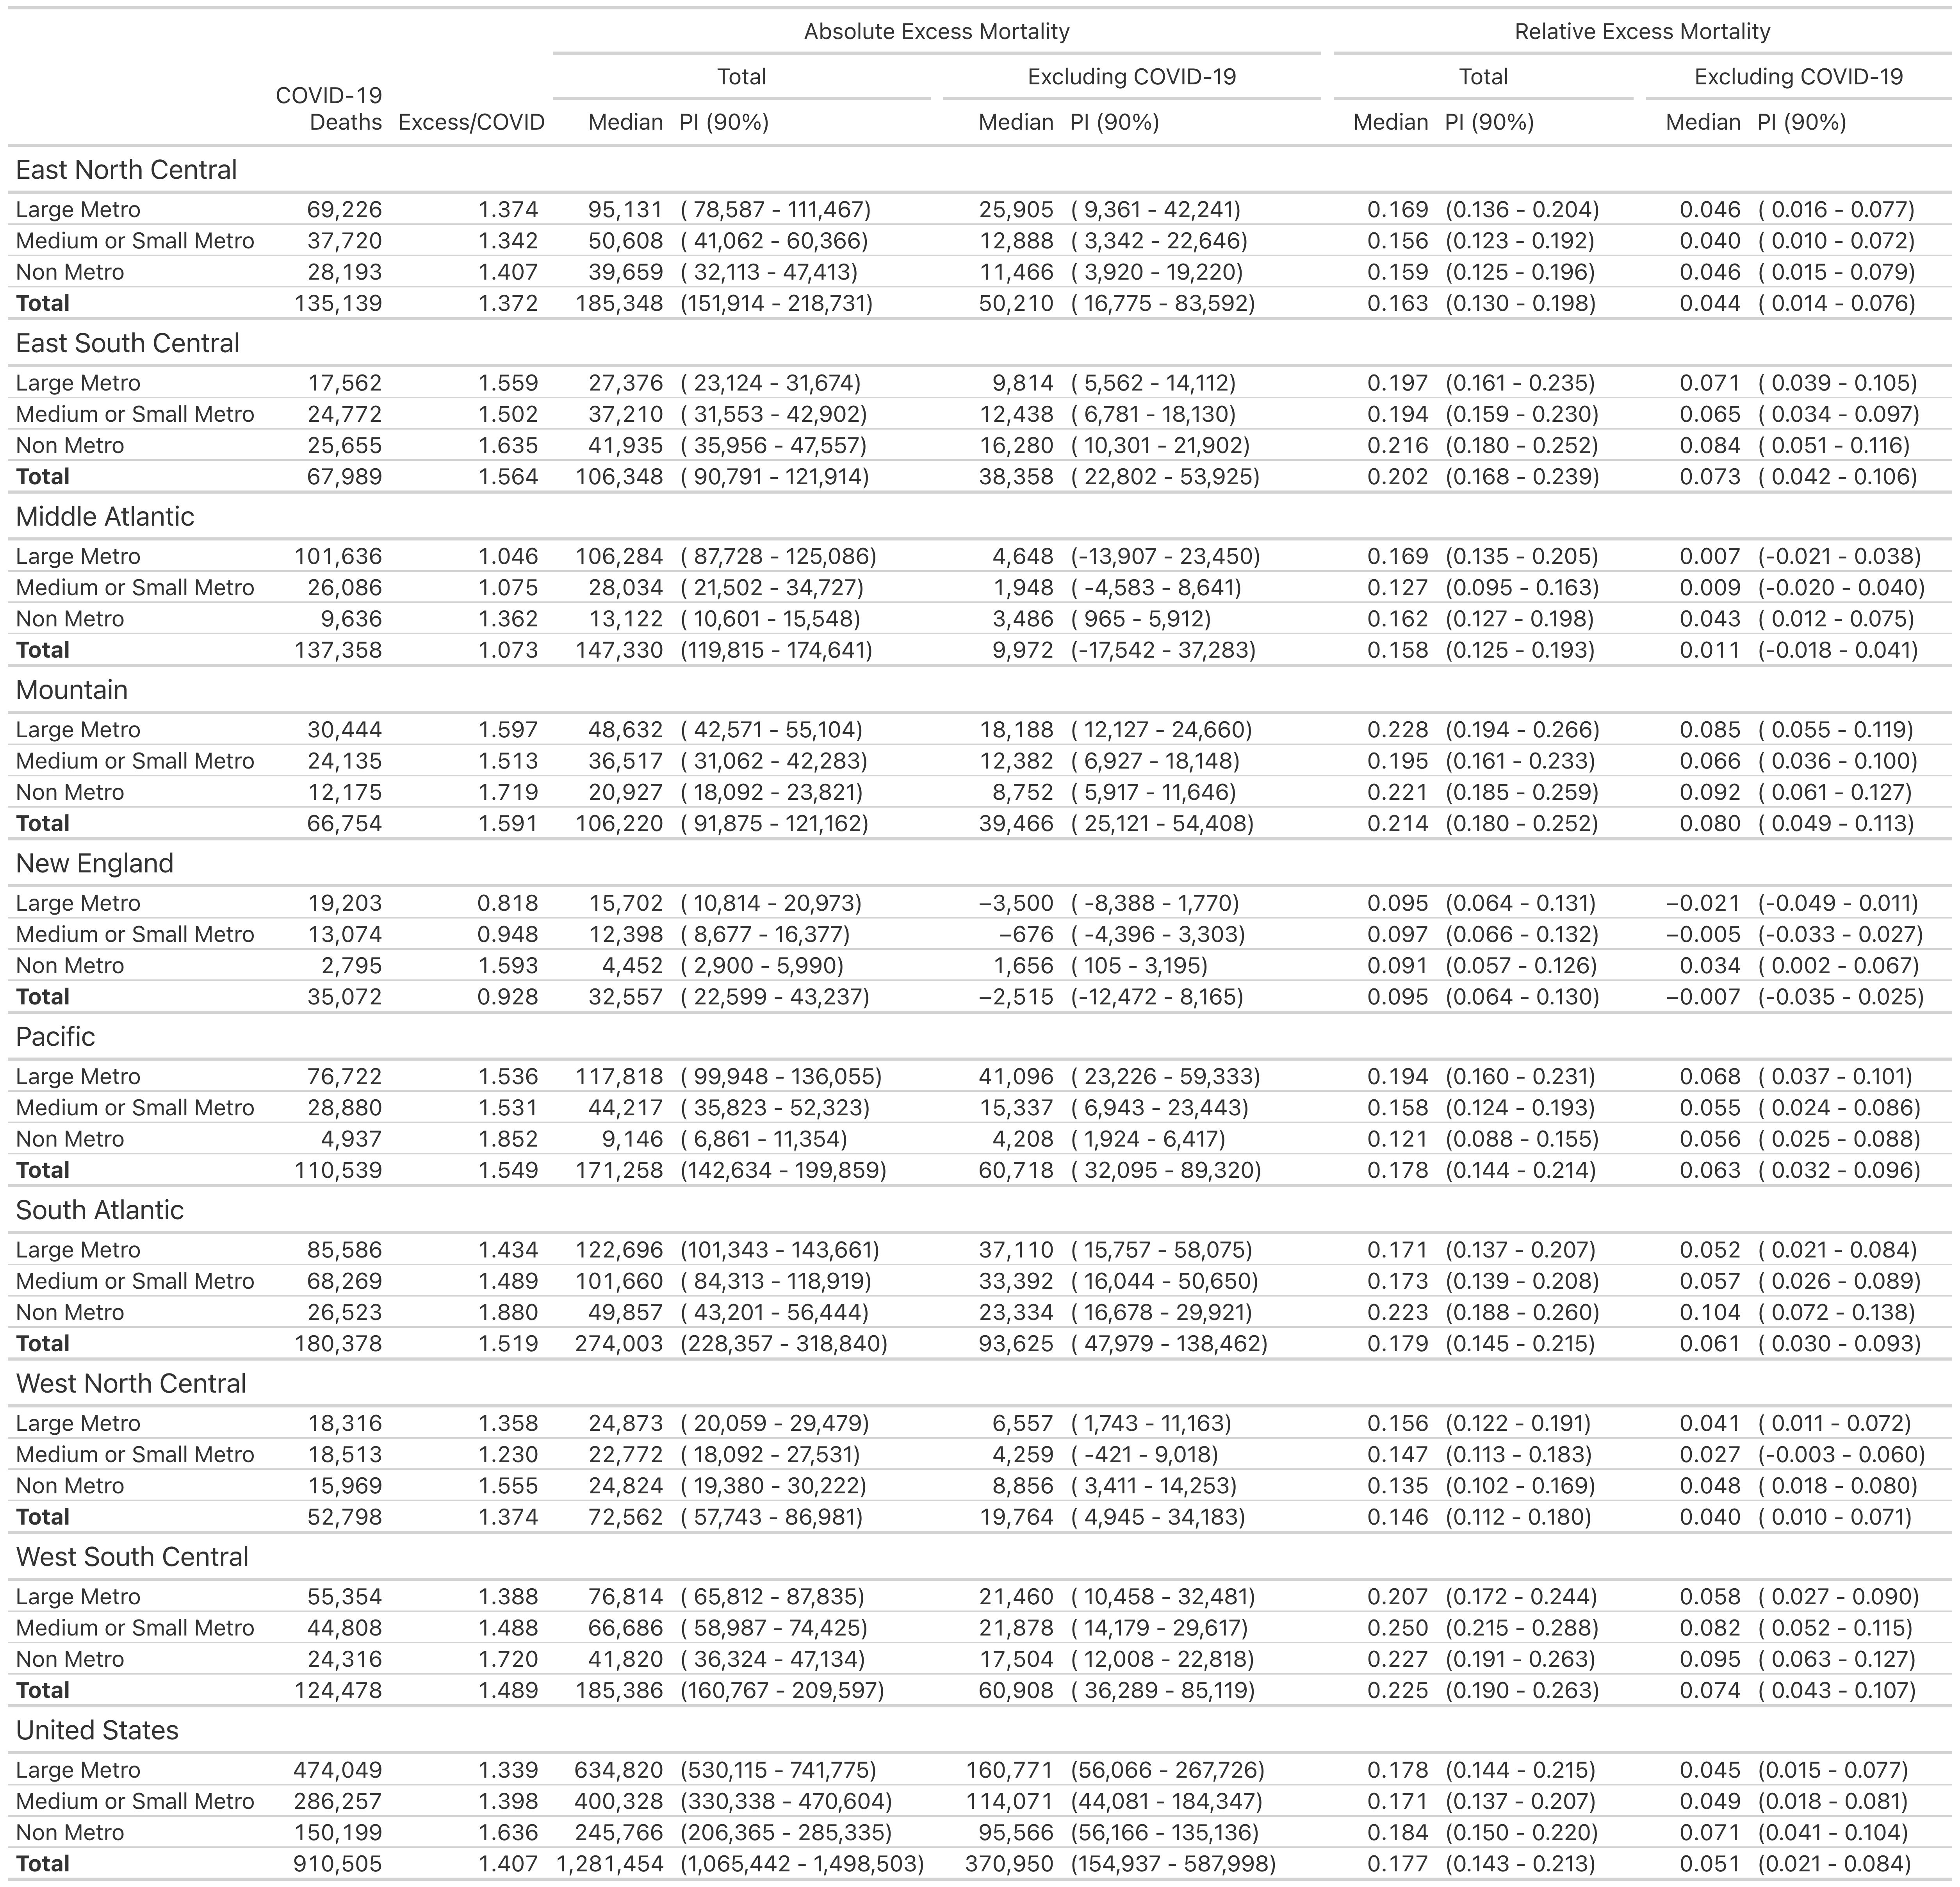 Absolute Excess Mortality Relative Excess Mortality
Total Excluding COVID-19 Total Excluding COVID-19
COVID-19
Deaths Excess/COVID Median PI (90%) Median PI (90%) Median PI (90%) Median PI (90%)
East North Central
Large Metro 69,226 1.374 95,131 ( 78,587 - 111,467) 25,905 ( 9,361 - 42,241) 0.169 (0.136 - 0.204) 0.046 ( 0.016 - 0.077)
Medium or Small Metro 37,720 1.342 50,608 ( 41,062 - 60,366) 12,888 ( 3,342 - 22,646) 0.156 (0.123 - 0.192) 0.040 ( 0.010 - 0.072)
Non Metro 28,193 1.407 39,659 ( 32,113 - 47,413) 11,466 ( 3,920 - 19,220) 0.159 (0.125 - 0.196) 0.046 ( 0.015 - 0.079)
Total 135,139 1.372 185,348 (151,914 - 218,731) 50,210 ( 16,775 - 83,592) 0.163 (0.130 - 0.198) 0.044 ( 0.014 - 0.076)
East South Central
Large Metro 17,562 1.559 27,376 ( 23,124 - 31,674) 9,814 ( 5,562 - 14,112) 0.197 (0.161 - 0.235) 0.071 ( 0.039 - 0.105)
Medium or Small Metro 24,772 1.502 37,210 ( 31,553 - 42,902) 12,438 ( 6,781 - 18,130) 0.194 (0.159 - 0.230) 0.065 ( 0.034 - 0.097)
Non Metro 25,655 1.635 41,935 ( 35,956 - 47,557) 16,280 ( 10,301 - 21,902) 0.216 (0.180 - 0.252) 0.084 ( 0.051 - 0.116)
Total 67,989 1.564 106,348 ( 90,791 - 121,914) 38,358 ( 22,802 - 53,925) 0.202 (0.168 - 0.239) 0.073 ( 0.042 - 0.106)
Middle Atlantic
Large Metro 101,636 1.046 106,284 ( 87,728 - 125,086) 4,648 (-13,907 - 23,450) 0.169 (0.135 - 0.205) 0.007 (-0.021 - 0.038)
Medium or Small Metro 26,086 1.075 28,034 ( 21,502 - 34,727) 1,948 ( -4,583 - 8,641) 0.127 (0.095 - 0.163) 0.009 (-0.020 - 0.040)
Non Metro 9,636 1.362 13,122 ( 10,601 - 15,548) 3,486 ( 965 - 5,912) 0.162 (0.127 - 0.198) 0.043 ( 0.012 - 0.075)
Total 137,358 1.073 147,330 (119,815 - 174,641) 9,972 (-17,542 - 37,283) 0.158 (0.125 - 0.193) 0.011 (-0.018 - 0.041)
Mountain
Large Metro 30,444 1.597 48,632 ( 42,571 - 55,104) 18,188 ( 12,127 - 24,660) 0.228 (0.194 - 0.266) 0.085 ( 0.055 - 0.119)
Medium or Small Metro 24,135 1.513 36,517 ( 31,062 - 42,283) 12,382 ( 6,927 - 18,148) 0.195 (0.161 - 0.233) 0.066 ( 0.036 - 0.100)
Non Metro 12,175 1.719 20,927 ( 18,092 - 23,821) 8,752 ( 5,917 - 11,646) 0.221 (0.185 - 0.259) 0.092 ( 0.061 - 0.127)
Total 66,754 1.591 106,220 ( 91,875 - 121,162) 39,466 ( 25,121 - 54,408) 0.214 (0.180 - 0.252) 0.080 ( 0.049 - 0.113)
New England
Large Metro 19,203 0.818 15,702 ( 10,814 - 20,973) −3,500 ( -8,388 - 1,770) 0.095 (0.064 - 0.131) −0.021 (-0.049 - 0.011)
Medium or Small Metro 13,074 0.948 12,398 ( 8,677 - 16,377) −676 ( -4,396 - 3,303) 0.097 (0.066 - 0.132) −0.005 (-0.033 - 0.027)
Non Metro 2,795 1.593 4,452 ( 2,900 - 5,990) 1,656 ( 105 - 3,195) 0.091 (0.057 - 0.126) 0.034 ( 0.002 - 0.067)
Total 35,072 0.928 32,557 ( 22,599 - 43,237) −2,515 (-12,472 - 8,165) 0.095 (0.064 - 0.130) −0.007 (-0.035 - 0.025)
Pacific
Large Metro 76,722 1.536 117,818 ( 99,948 - 136,055) 41,096 ( 23,226 - 59,333) 0.194 (0.160 - 0.231) 0.068 ( 0.037 - 0.101)
Medium or Small Metro 28,880 1.531 44,217 ( 35,823 - 52,323) 15,337 ( 6,943 - 23,443) 0.158 (0.124 - 0.193) 0.055 ( 0.024 - 0.086)
Non Metro 4,937 1.852 9,146 ( 6,861 - 11,354) 4,208 ( 1,924 - 6,417) 0.121 (0.088 - 0.155) 0.056 ( 0.025 - 0.088)
Total 110,539 1.549 171,258 (142,634 - 199,859) 60,718 ( 32,095 - 89,320) 0.178 (0.144 - 0.214) 0.063 ( 0.032 - 0.096)
South Atlantic
Large Metro 85,586 1.434 122,696 (101,343 - 143,661) 37,110 ( 15,757 - 58,075) 0.171 (0.137 - 0.207) 0.052 ( 0.021 - 0.084)
Medium or Small Metro 68,269 1.489 101,660 ( 84,313 - 118,919) 33,392 ( 16,044 - 50,650) 0.173 (0.139 - 0.208) 0.057 ( 0.026 - 0.089)
Non Metro 26,523 1.880 49,857 ( 43,201 - 56,444) 23,334 ( 16,678 - 29,921) 0.223 (0.188 - 0.260) 0.104 ( 0.072 - 0.138)
Total 180,378 1.519 274,003 (228,357 - 318,840) 93,625 ( 47,979 - 138,462) 0.179 (0.145 - 0.215) 0.061 ( 0.030 - 0.093)
West North Central
Large Metro 18,316 1.358 24,873 ( 20,059 - 29,479) 6,557 ( 1,743 - 11,163) 0.156 (0.122 - 0.191) 0.041 ( 0.011 - 0.072)
Medium or Small Metro 18,513 1.230 22,772 ( 18,092 - 27,531) 4,259 ( -421 - 9,018) 0.147 (0.113 - 0.183) 0.027 (-0.003 - 0.060)
Non Metro 15,969 1.555 24,824 ( 19,380 - 30,222) 8,856 ( 3,411 - 14,253) 0.135 (0.102 - 0.169) 0.048 ( 0.018 - 0.080)
Total 52,798 1.374 72,562 ( 57,743 - 86,981) 19,764 ( 4,945 - 34,183) 0.146 (0.112 - 0.180) 0.040 ( 0.010 - 0.071)
West South Central
Large Metro 55,354 1.388 76,814 ( 65,812 - 87,835) 21,460 ( 10,458 - 32,481) 0.207 (0.172 - 0.244) 0.058 ( 0.027 - 0.090)
Medium or Small Metro 44,808 1.488 66,686 ( 58,987 - 74,425) 21,878 ( 14,179 - 29,617) 0.250 (0.215 - 0.288) 0.082 ( 0.052 - 0.115)
Non Metro 24,316 1.720 41,820 ( 36,324 - 47,134) 17,504 ( 12,008 - 22,818) 0.227 (0.191 - 0.263) 0.095 ( 0.063 - 0.127)
Total 124,478 1.489 185,386 (160,767 - 209,597) 60,908 ( 36,289 - 85,119) 0.225 (0.190 - 0.263) 0.074 ( 0.043 - 0.107)
United States
Large Metro 474,049 1.339 634,820 (530,115 - 741,775) 160,771 (56,066 - 267,726) 0.178 (0.144 - 0.215) 0.045 (0.015 - 0.077)
Medium or Small Metro 286,257 1.398 400,328 (330,338 - 470,604) 114,071 (44,081 - 184,347) 0.171 (0.137 - 0.207) 0.049 (0.018 - 0.081)
Non Metro 150,199 1.636 245,766 (206,365 - 285,335) 95,566 (56,166 - 135,136) 0.184 (0.150 - 0.220) 0.071 (0.041 - 0.104)
Total 910,505 1.407 1,281,454 (1,065,442 - 1,498,503) 370,950 (154,937 - 587,998) 0.177 (0.143 - 0.213) 0.051 (0.021 - 0.084)